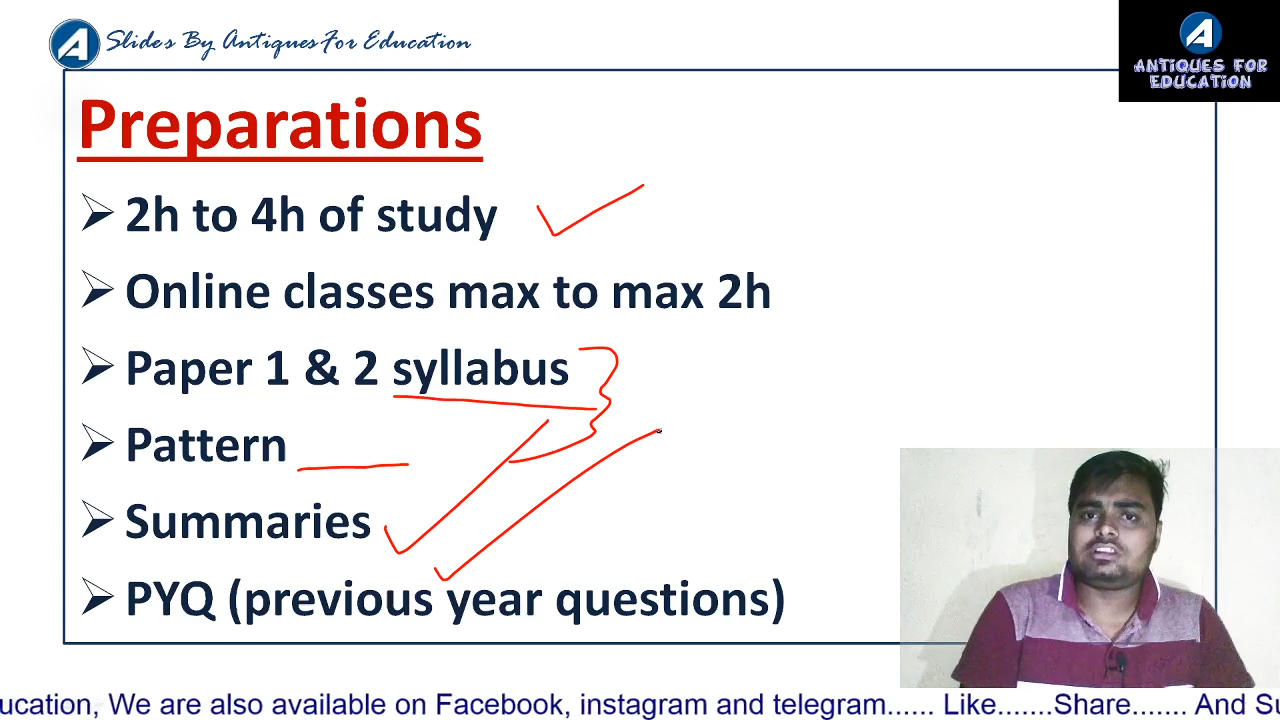 Slides By Antiques For Education
A
ANTiQUES FOR
EDUCATiON
Preparations
➢ 2h to 4h of study
➢ Online classes max to max 2h
➢ Paper 1 & 2 syllabus
➢ Pattern
➢ Summaries
➢ PYQ (previous year questions)
ucation, We are also available on Facebook, instagram and telegram...... Like.......Share....... And Su